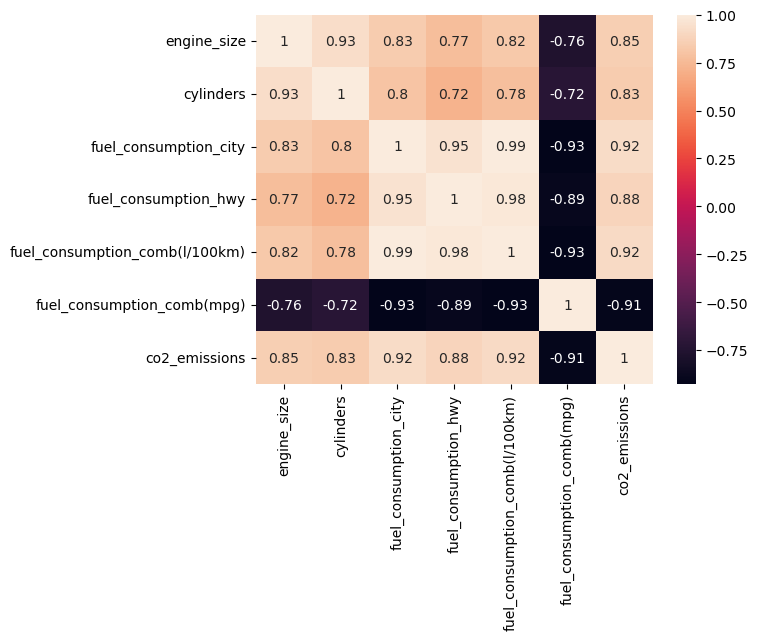 engine_size 1 0.93 0.83 0.77 0.82 -0.76 0.85
cylinders 0.93 1 0.8 0.72 0.78 -0.72 0.83
fuel_consumption_city 0.83 0.8 1 0.95 0.99 -0.93 0.92
fuel_consumption_hwy 0.77 0.72 0.95 1 0.98 -0.89 0.88
fuel_consumption_comb(l/100km) 0.82 0.78 0.99 0.98 1 -0.93 0.92
fuel_consumption_comb(mpg) -0.76 -0.72 -0.93 -0.89 -0.93 1 -0.91
co2_emissions 0.85 0.83 0.92 0.88 0.92 -0.91 1
engine_size
cylinders
fuel_consumption_city
fuel_consumption_hwy
fuel_consumption_comb(l/100km)
fuel_consumption_comb(mpg)
co2_emissions
1.00
0.75
0.50
0.25
0.00
−0.25
−0.50
−0.75